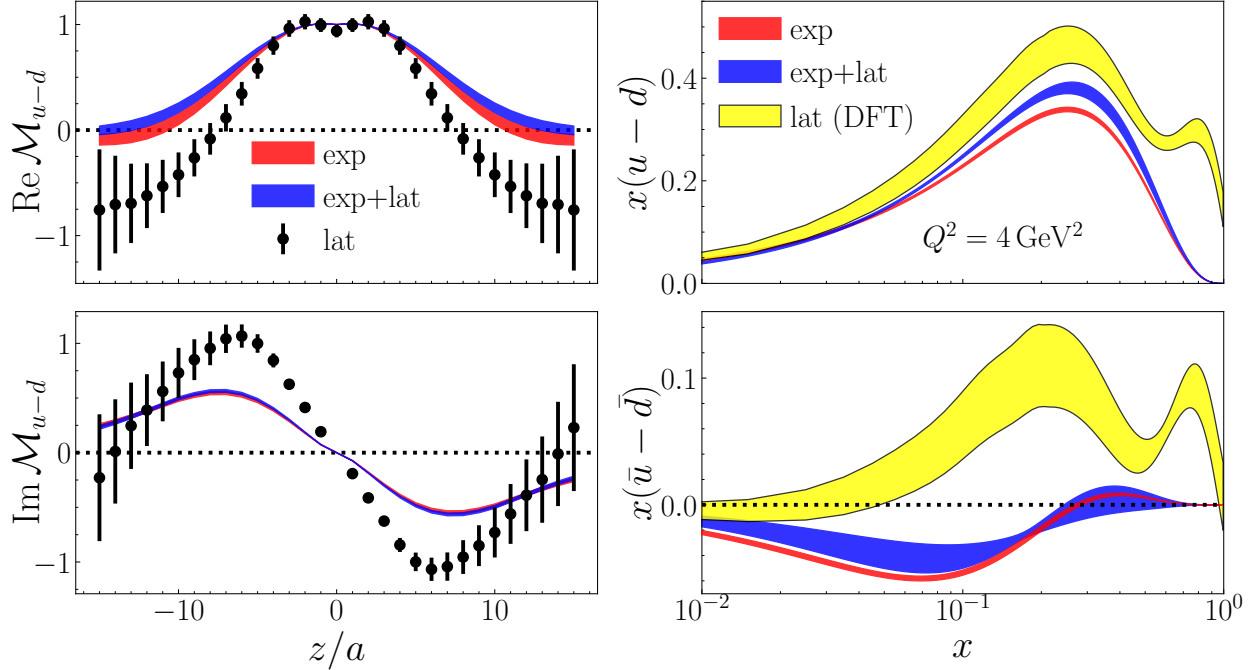 Re M_{u−d}
1
0
−1
exp
exp+lat
lat
Im M_{u−d}
1
0
−1
−10
0
10
z/a
x(u − d)
0.4
0.2
0.0
exp
exp+lat
lat (DFT)
Q² = 4 GeV²
x(ū − d̄)
0.1
0.0
10⁻²
10⁻¹
10⁰
x